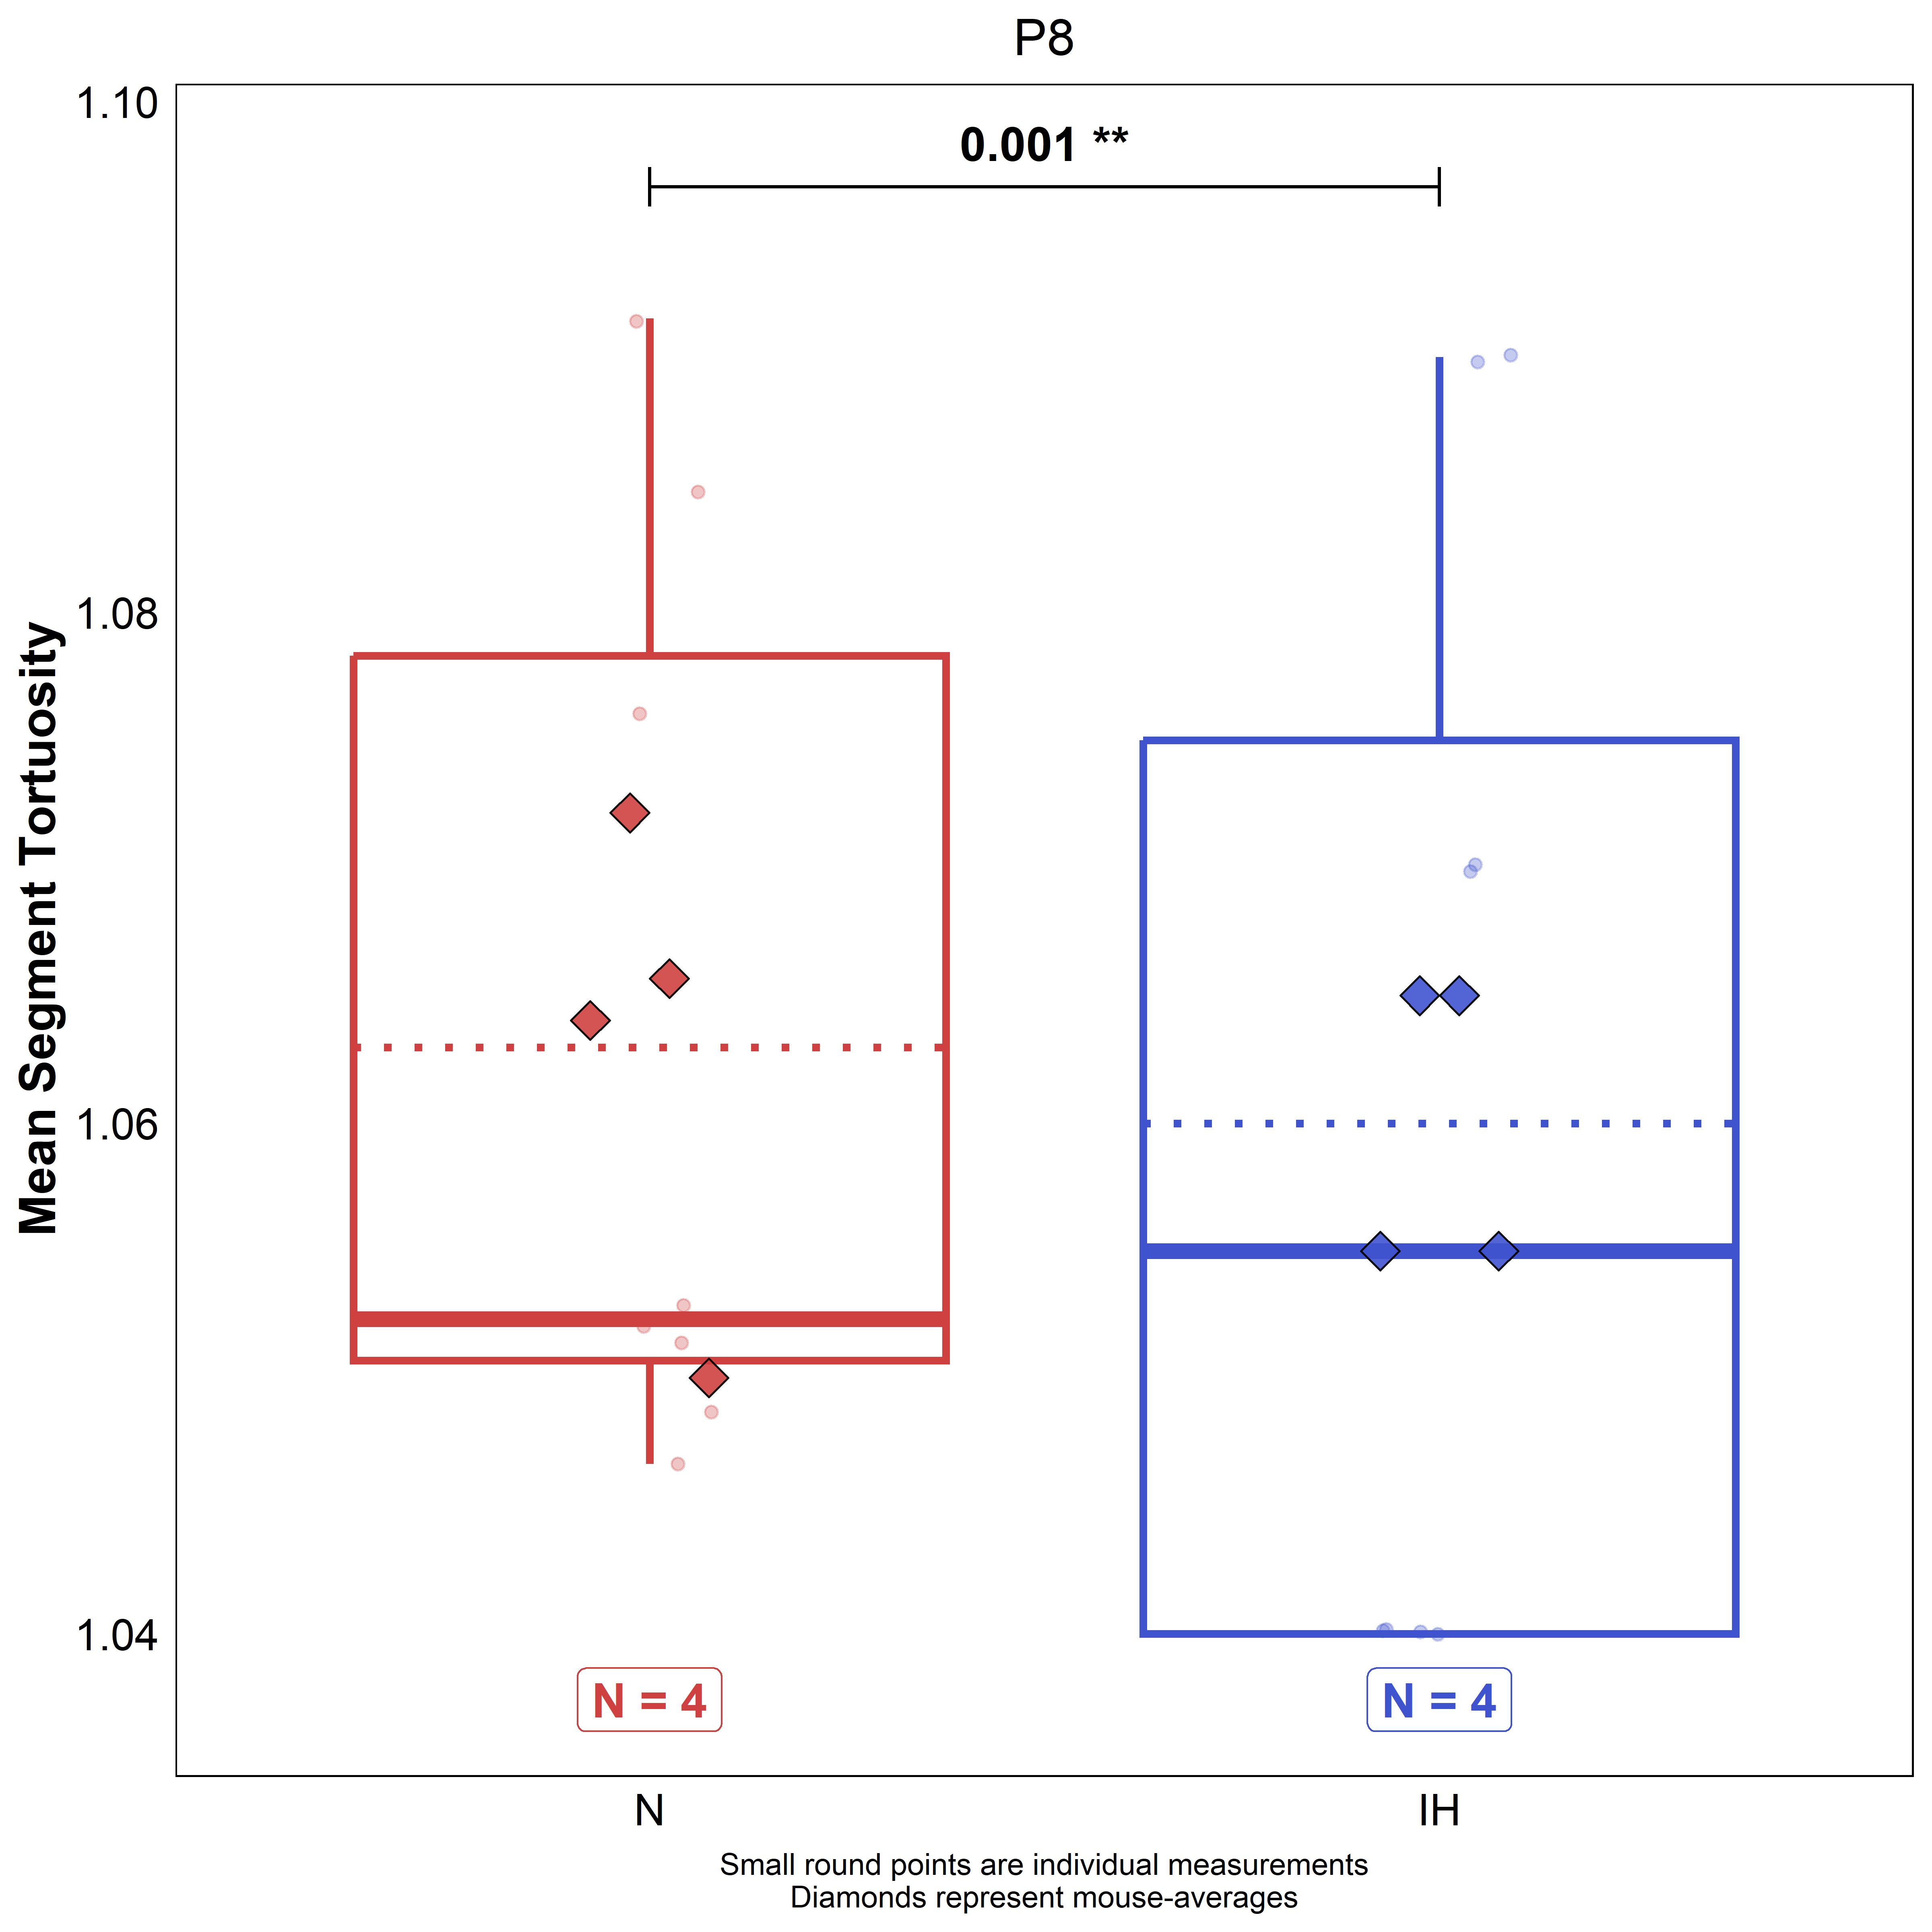 P8
1.10
0.001 **
1.08
Mean Segment Tortuosity
1.06
1.04
N = 4
N = 4
N
IH
Small round points are individual measurements
Diamonds represent mouse-averages